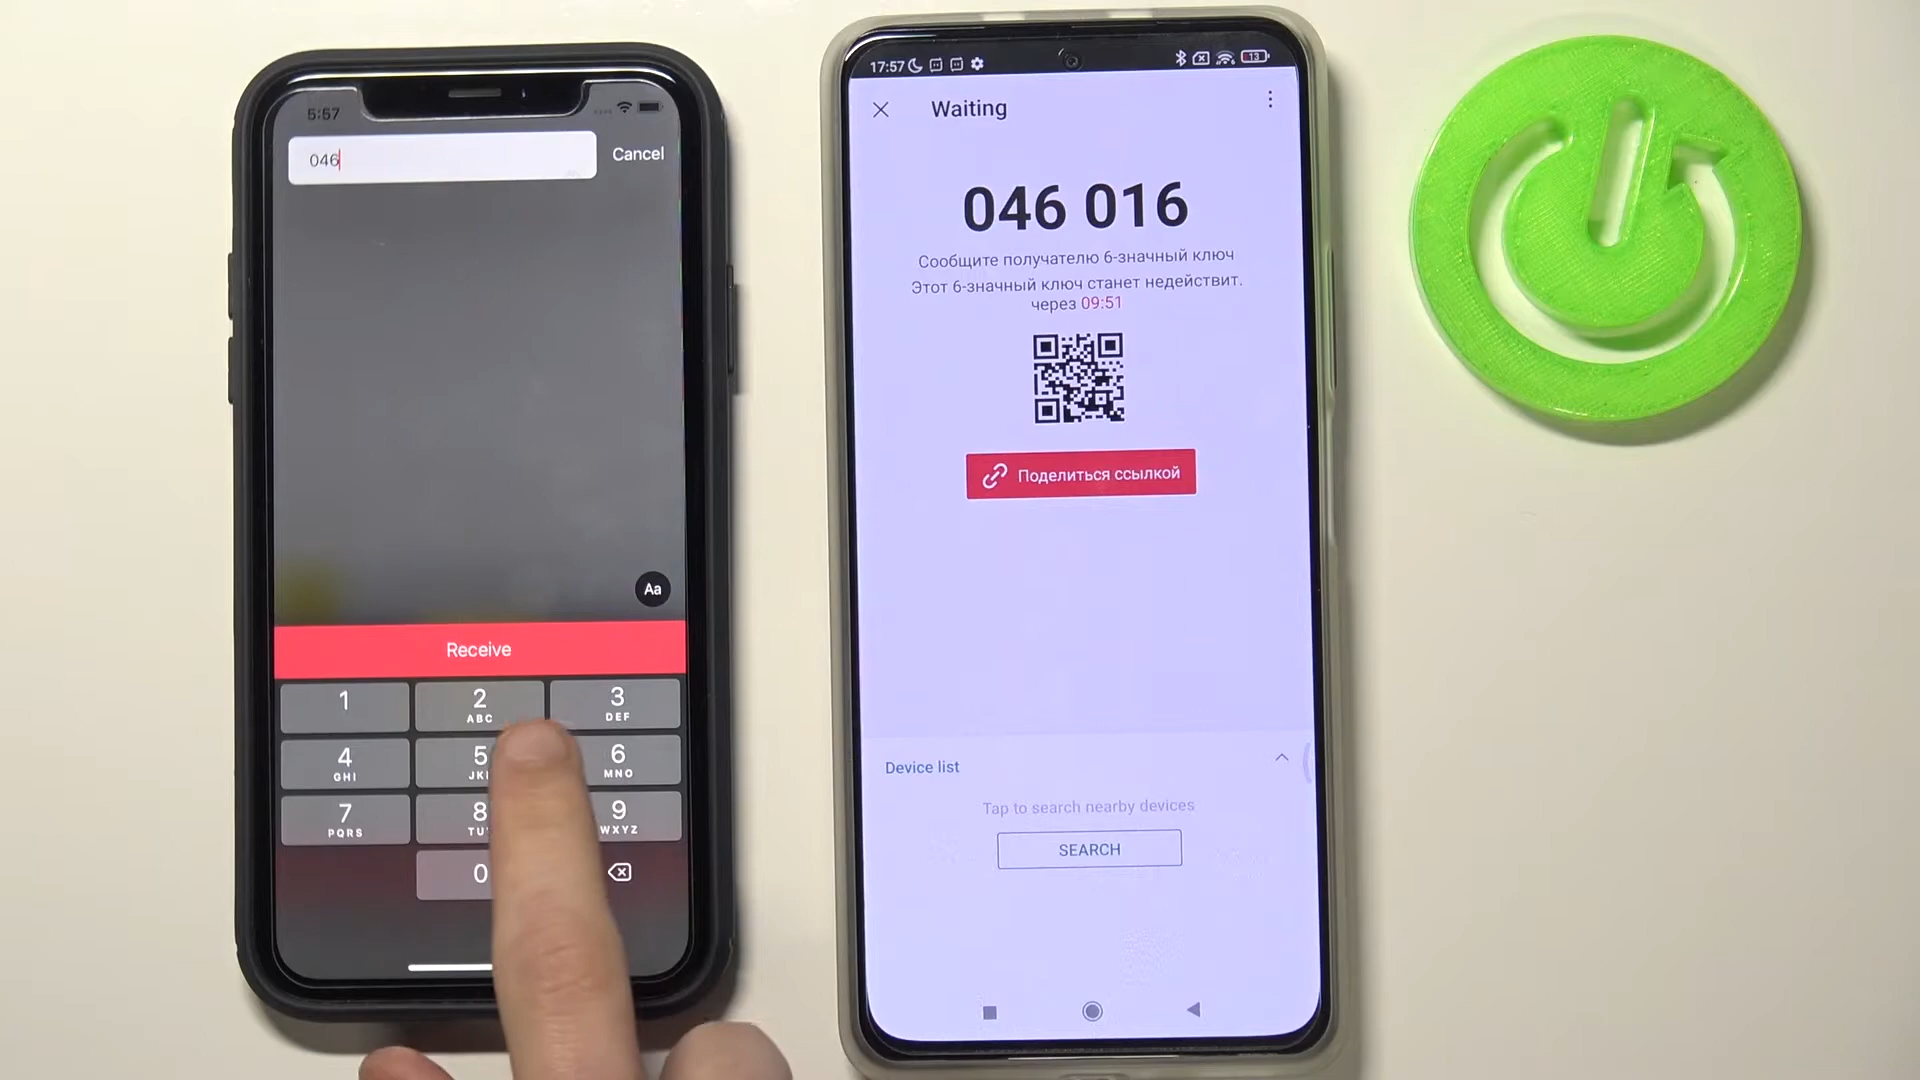 5:57
046
Cancel
Aa
Receive
1
2
ABC
3
DEF
4
GHI
5
6
MNO
7
PQRS
8
9
WXYZ
0
17:57
13
Waiting
046 016
Сообщите получателю 6-значный ключ
Этот 6-значный ключ станет недействит.
через 09:51
Поделиться ссылкой
Device list
Tap to search nearby devices
SEARCH